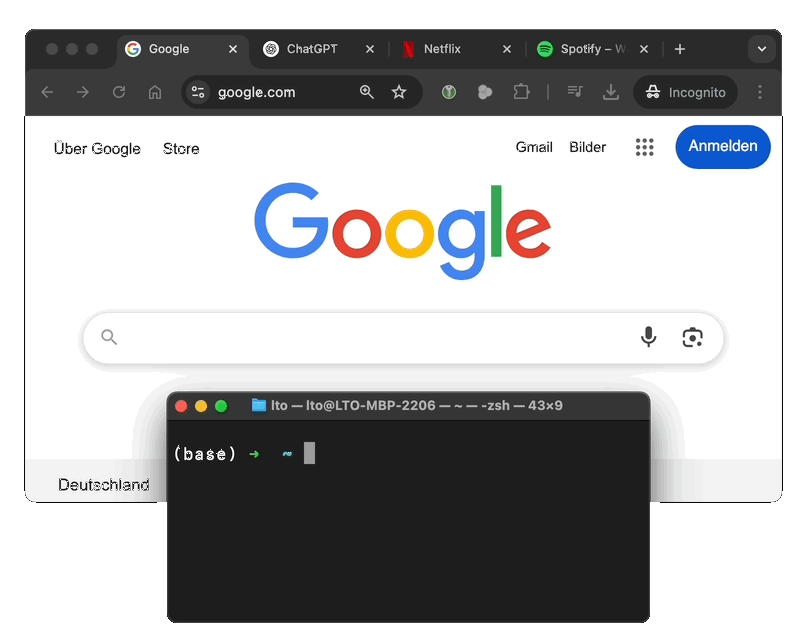 Google ChatGPT Netflix Spotify – W
google.com Incognito
Über Google Store Gmail Bilder Anmelden
Google
lto — lto@LTO-MBP-2206 — ~ — -zsh — 43×9
(base) ➜ ~
Deutschland